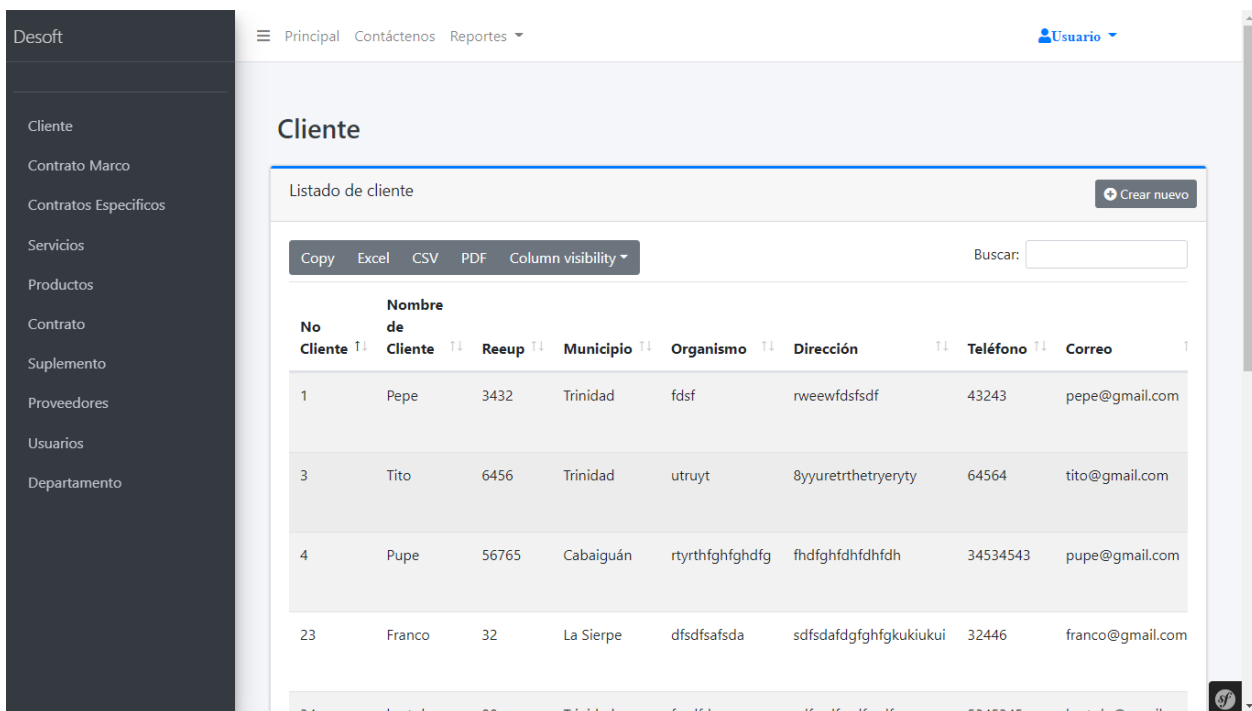 Desoft
Principal Contáctenos Reportes
Usuario
Cliente
Contrato Marco
Contratos Especificos
Servicios
Productos
Contrato
Suplemento
Proveedores
Usuarios
Departamento
Cliente
Listado de cliente
Crear nuevo
Copy Excel CSV PDF Column visibility
Buscar:
No Cliente Nombre de Cliente Reeup Municipio Organismo Dirección Teléfono Correo
1 Pepe 3432 Trinidad fdsf rweewfdsfsdf 43243 pepe@gmail.com
3 Tito 6456 Trinidad utruyt 8yyuretrthetryeryty 64564 tito@gmail.com
4 Pupe 56765 Cabaiguán rtyrthfghfghdfg fhdfghfdhfdhfdh 34534543 pupe@gmail.com
23 Franco 32 La Sierpe dfsdfsafsda sdfsdafdgfghfgkukiukui 32446 franco@gmail.com
sf